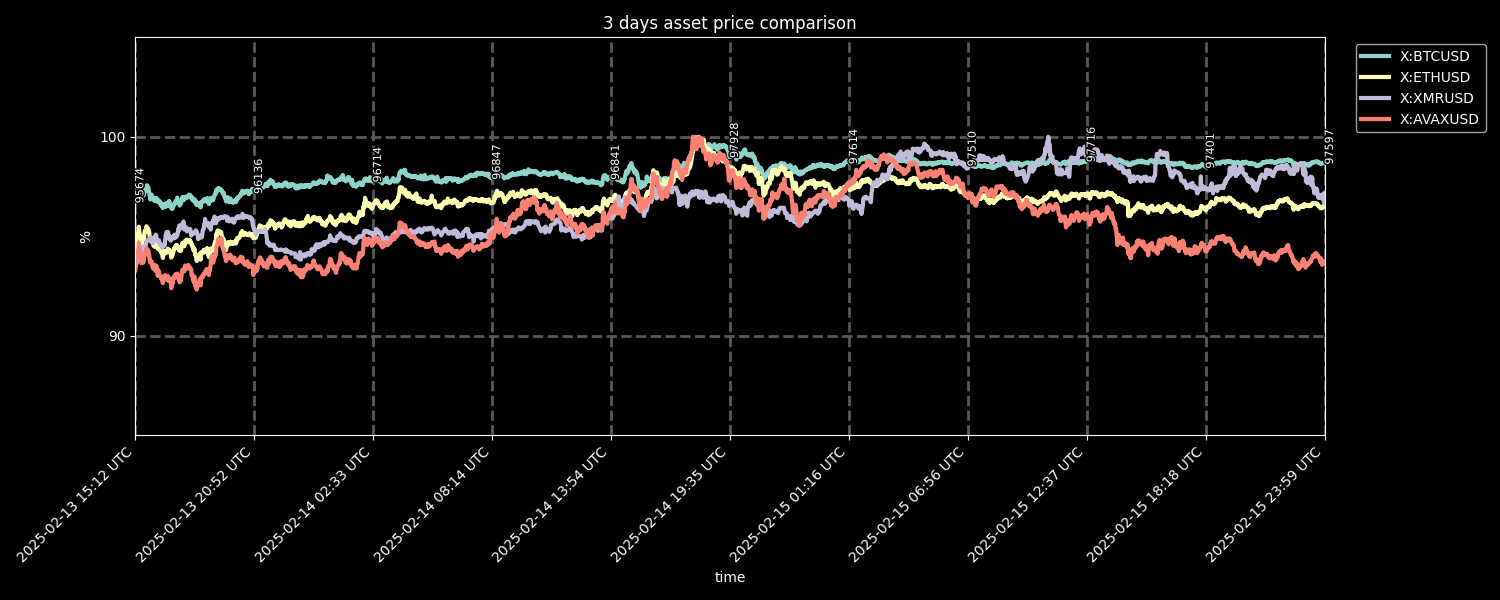 3 days asset price comparison
X:BTCUSD
X:ETHUSD
X:XMRUSD
X:AVAXUSD
100
90
%
95674
96136
96714
96847
96841
97928
97614
97510
97716
97401
97597
2025-02-13 15:12 UTC
2025-02-13 20:52 UTC
2025-02-14 02:33 UTC
2025-02-14 08:14 UTC
2025-02-14 13:54 UTC
2025-02-14 19:35 UTC
2025-02-15 01:16 UTC
2025-02-15 06:56 UTC
2025-02-15 12:37 UTC
2025-02-15 18:18 UTC
2025-02-15 23:59 UTC
time